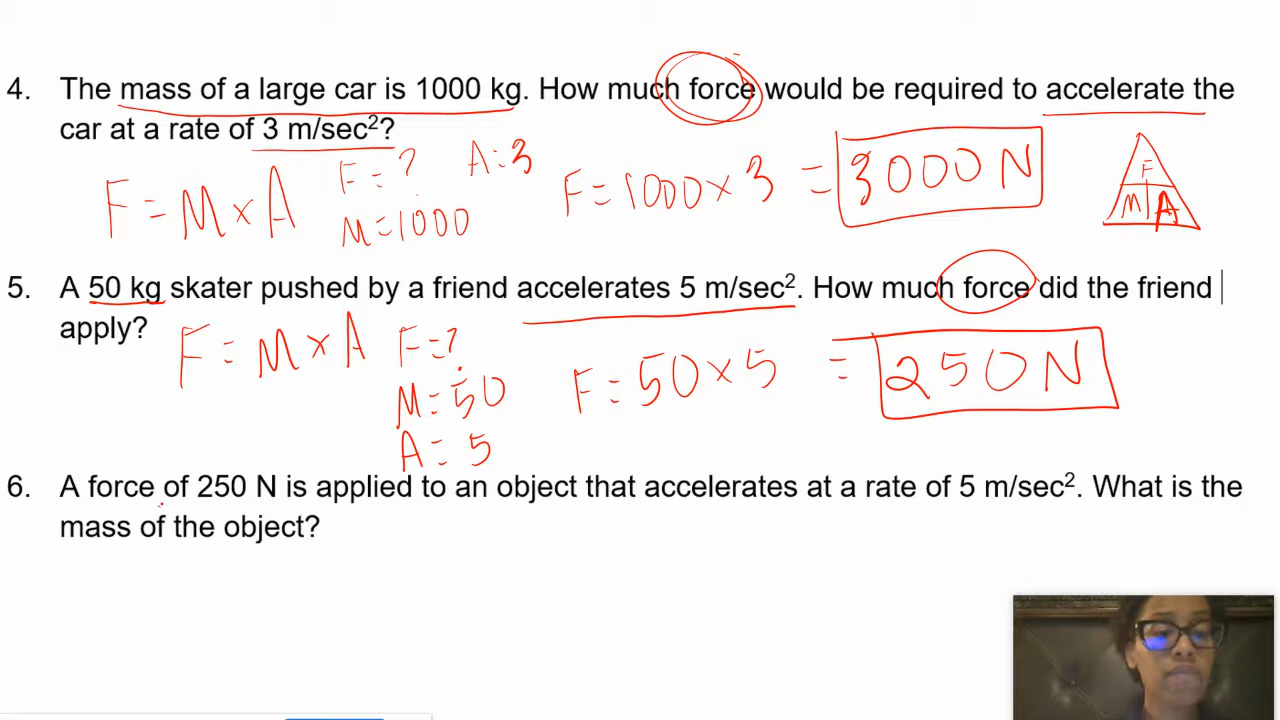 4. The mass of a large car is 1000 kg. How much force would be required to accelerate the
car at a rate of 3 m/sec²?
F = M × A F = ? A = 3 F = 1000 × 3 = 3000 N
M = 1000
F
M A
5. A 50 kg skater pushed by a friend accelerates 5 m/sec². How much force did the friend
apply?
F = M × A F = ? F = 50 × 5 = 250 N
M = 50
A = 5
6. A force of 250 N is applied to an object that accelerates at a rate of 5 m/sec². What is the
mass of the object?